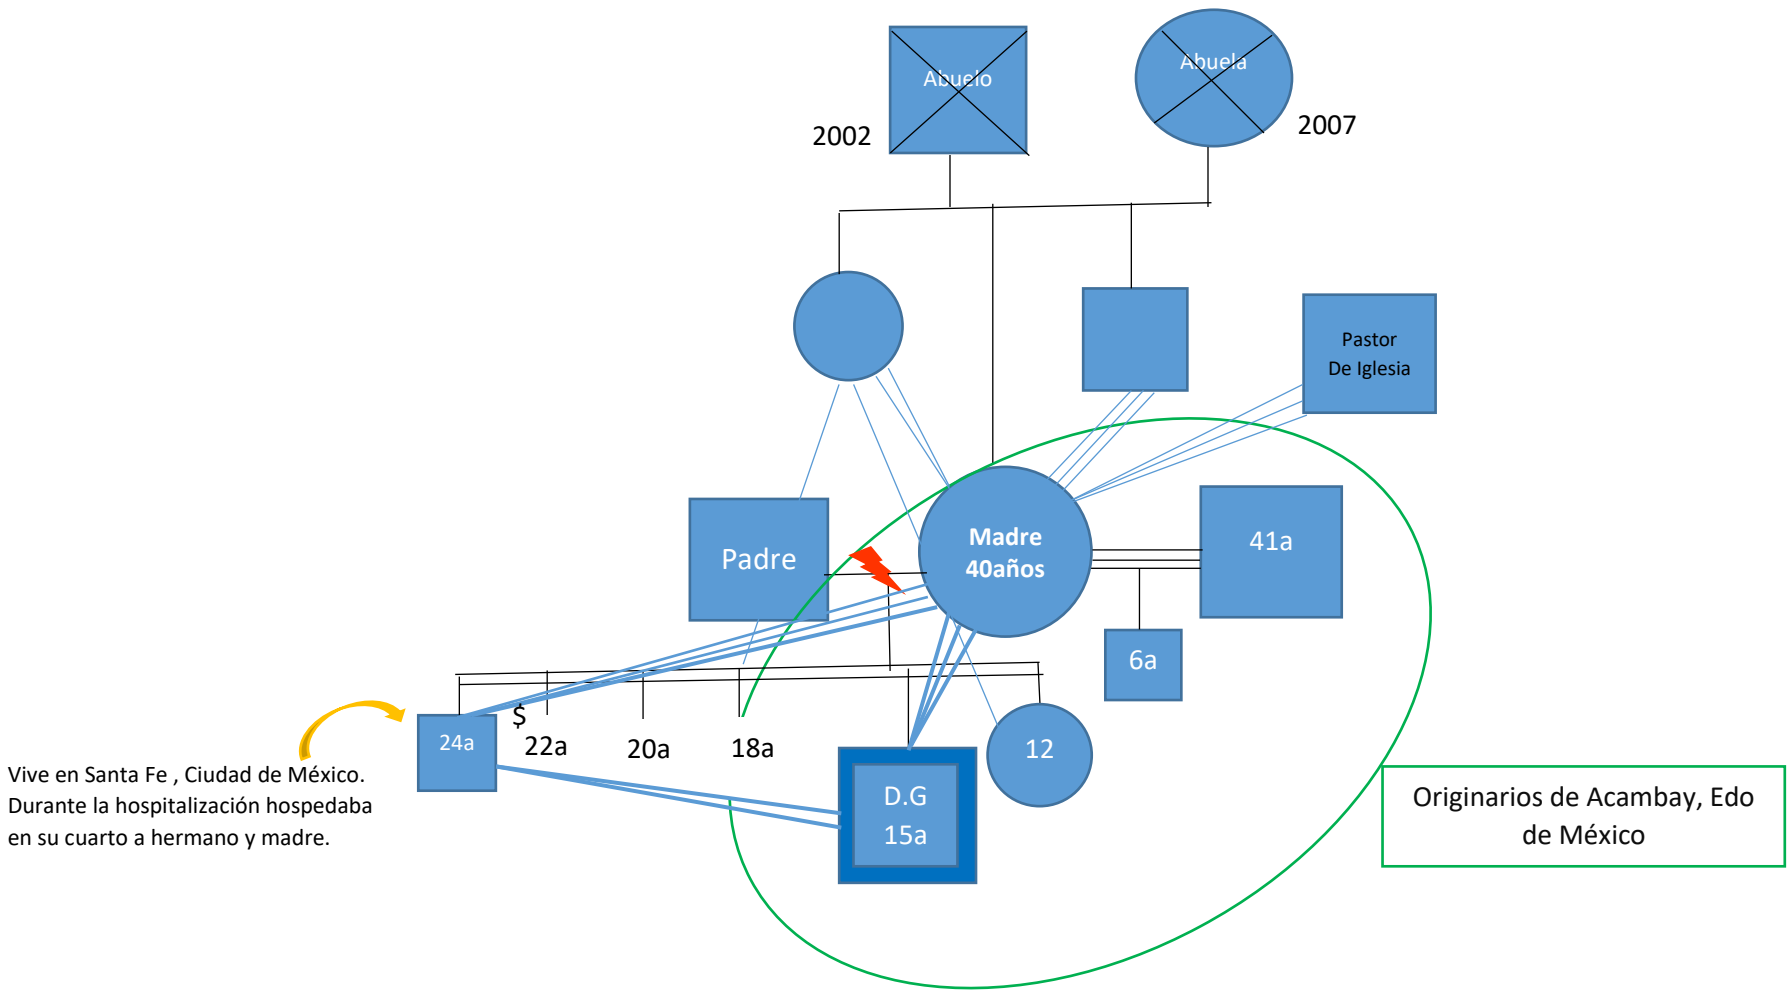 Abuelo
Abuela
2002
2007
Pastor
De Iglesia
Padre
Madre
40años
41a
6a
24a
$
22a
20a
18a
D.G
15a
12
Vive en Santa Fe , Ciudad de México.
Durante la hospitalización hospedaba
en su cuarto a hermano y madre.
Originarios de Acambay, Edo
de México